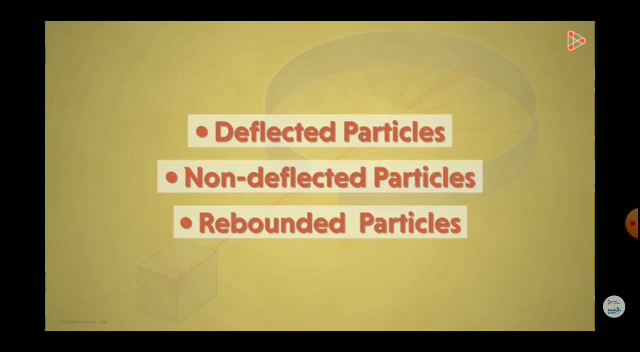 • Deflected Particles
• Non-deflected Particles
• Rebounded Particles